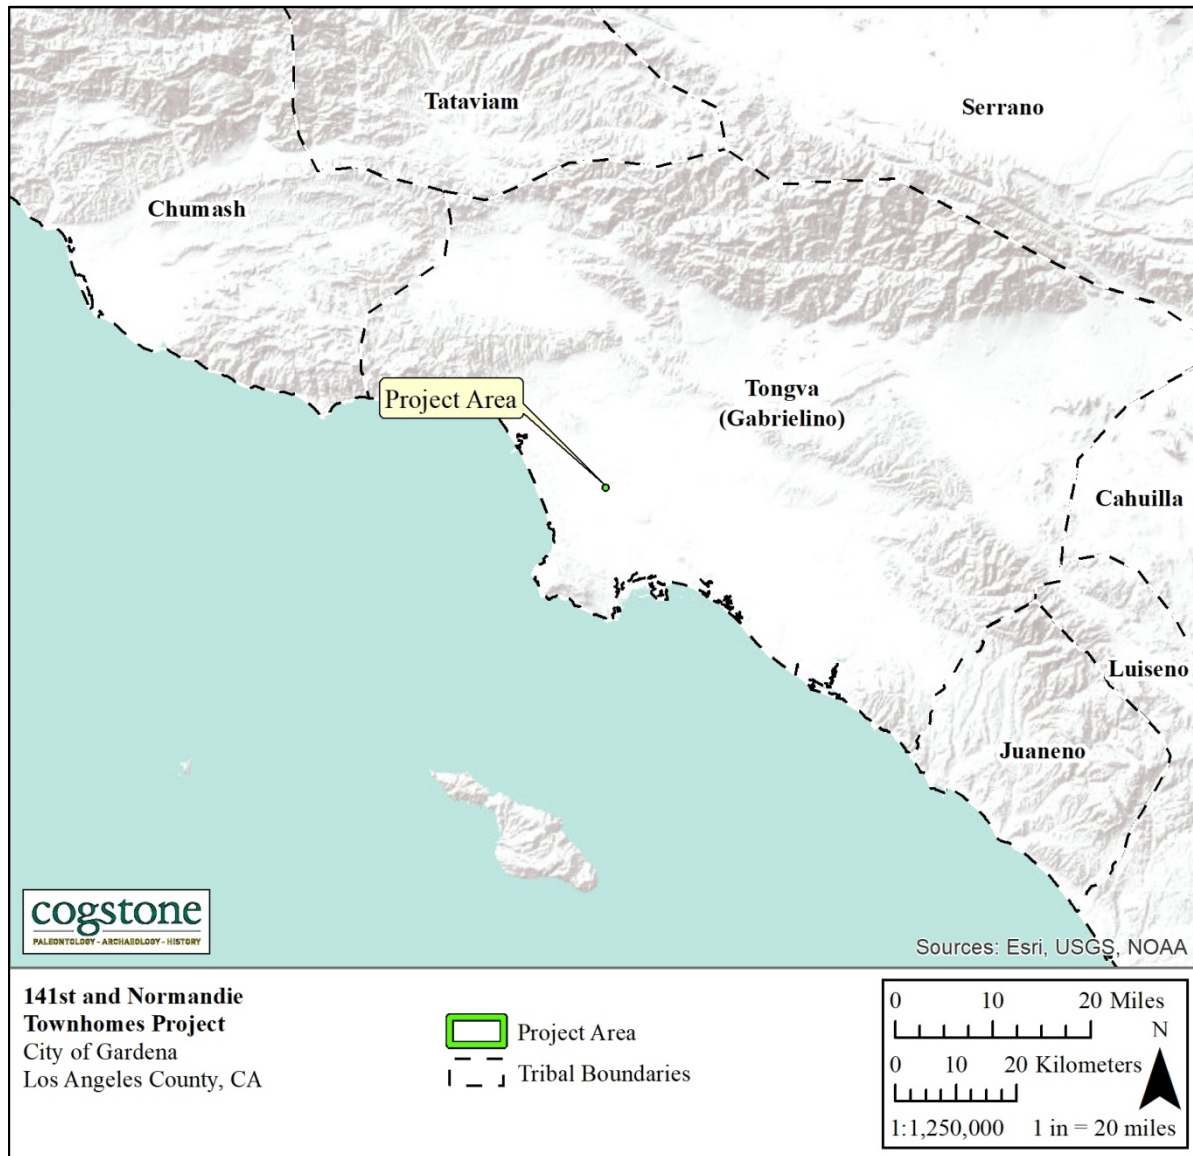 Tataviam
Serrano
Chumash
Project Area
Tongva
(Gabrielino)
Cahuilla
Luiseno
Juaneno
cogstone
PALEONTOLOGY - ARCHAEOLOGY - HISTORY
Sources: Esri, USGS, NOAA
141st and Normandie
Townhomes Project
City of Gardena
Los Angeles County, CA
Project Area
Tribal Boundaries
0 10 20 Miles
N
0 10 20 Kilometers
1:1,250,000 1 in = 20 miles